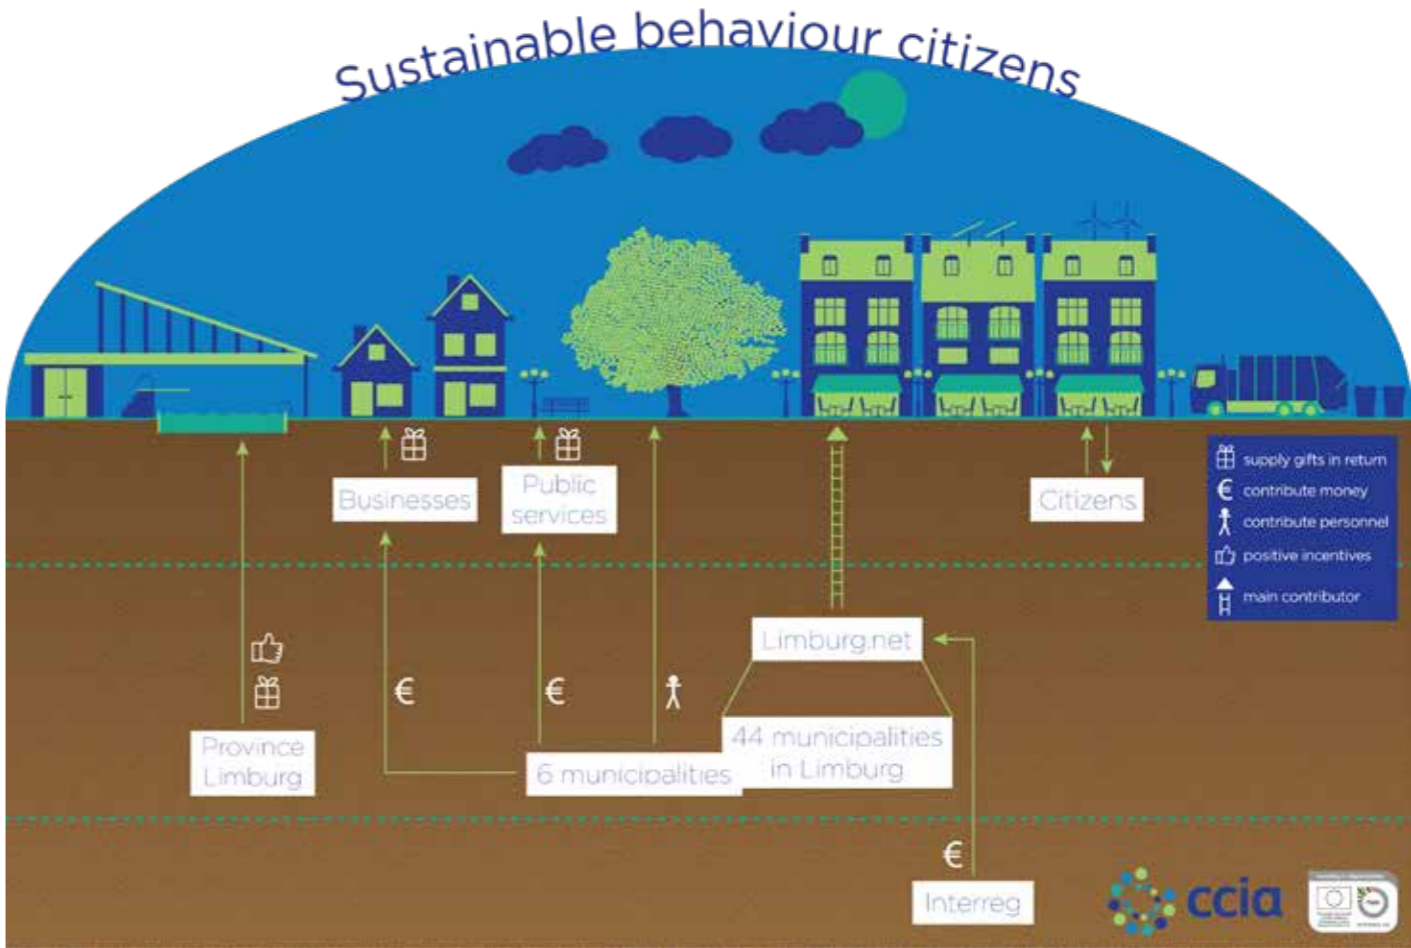 Sustainable behaviour citizens
Businesses
Public
services
Citizens
supply gifts in return
€ contribute money
contribute personnel
positive incentives
main contributor
Limburg.net
Province
Limburg
€
€
6 municipalities
44 municipalities
in Limburg
€
Interreg
ccia